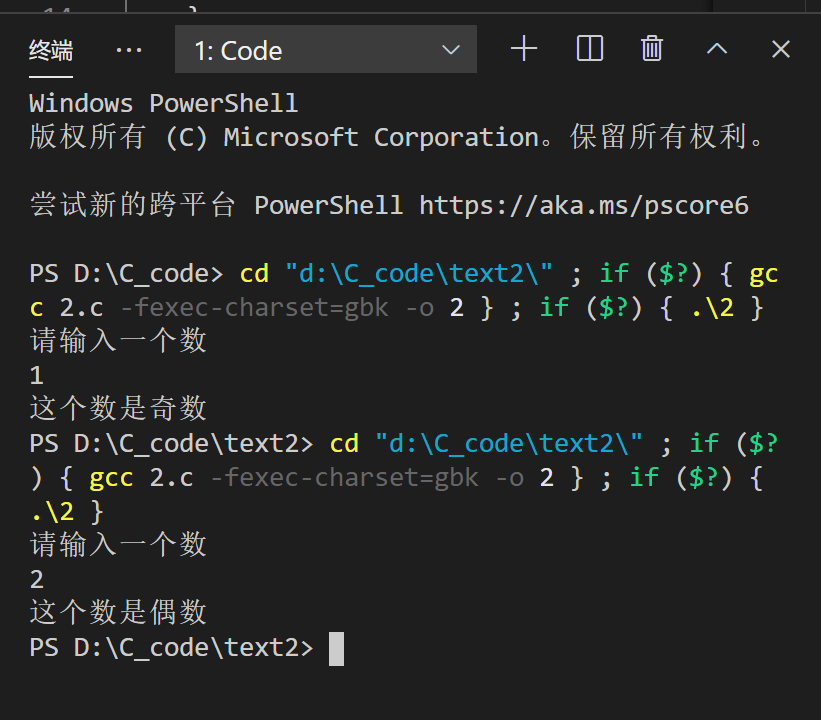 终端 ... 1: Code
Windows PowerShell
版权所有 (C) Microsoft Corporation。保留所有权利。
尝试新的跨平台 PowerShell https://aka.ms/pscore6
PS D:\C_code> cd "d:\C_code\text2\" ; if ($?) { gc
c 2.c -fexec-charset=gbk -o 2 } ; if ($?) { .\2 }
请输入一个数
1
这个数是奇数
PS D:\C_code\text2> cd "d:\C_code\text2\" ; if ($?
) { gcc 2.c -fexec-charset=gbk -o 2 } ; if ($?) {
.\2 }
请输入一个数
2
这个数是偶数
PS D:\C_code\text2>